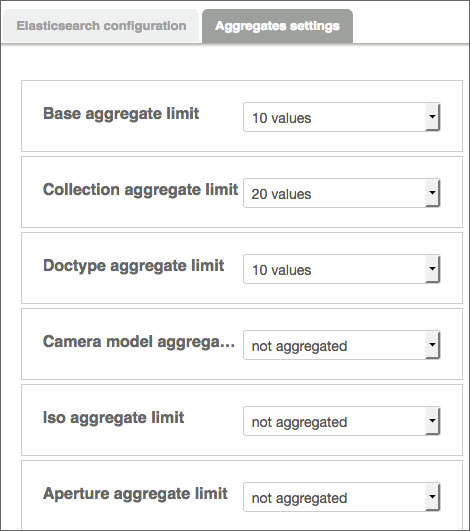 Elasticsearch configuration
Aggregates settings
Base aggregate limit
10 values
Collection aggregate limit
20 values
Doctype aggregate limit
10 values
Camera model aggrega…
not aggregated
Iso aggregate limit
not aggregated
Aperture aggregate limit
not aggregated